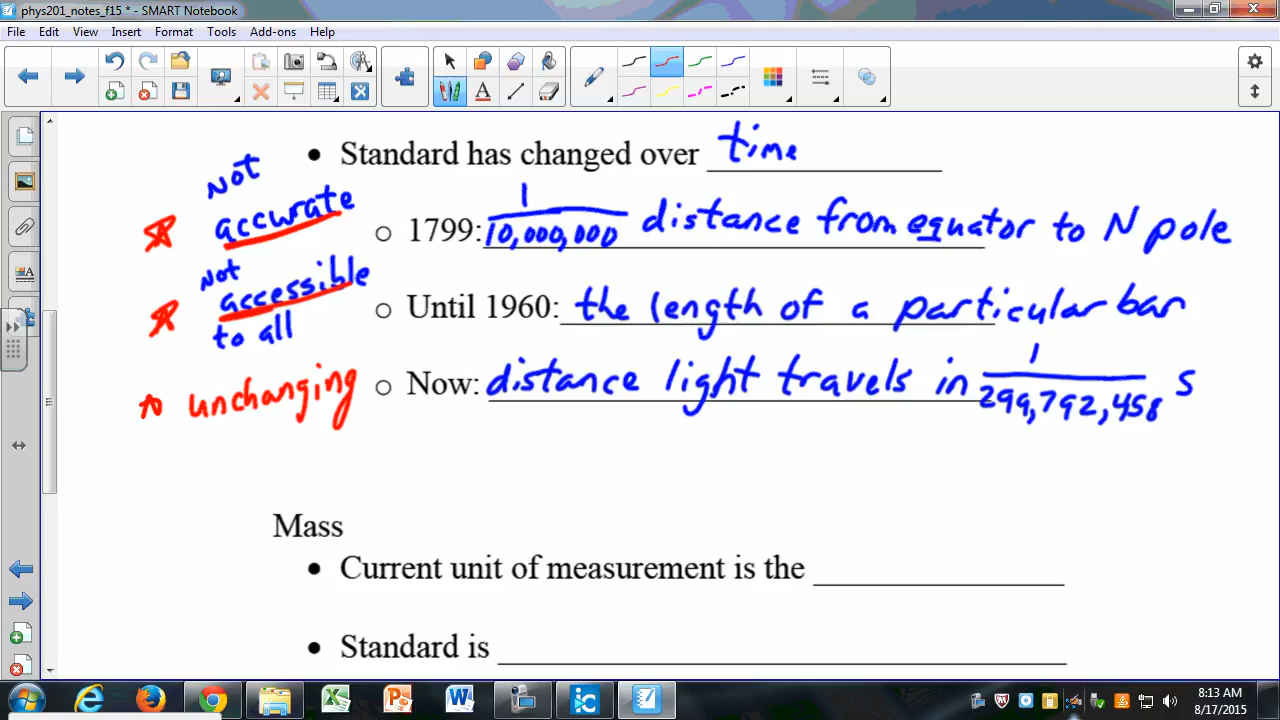 phys201_notes_f15 * - SMART Notebook
File Edit View Insert Format Tools Add-ons Help
• Standard has changed over time
Not
accurate
o 1799: 1/10,000,000 distance from equator to N pole
Not
accessible
to all
o Until 1960: the length of a particular bar
unchanging
o Now: distance light travels in 1/299,792,458 s
Mass
• Current unit of measurement is the ________
• Standard is ________
8:13 AM
8/17/2015